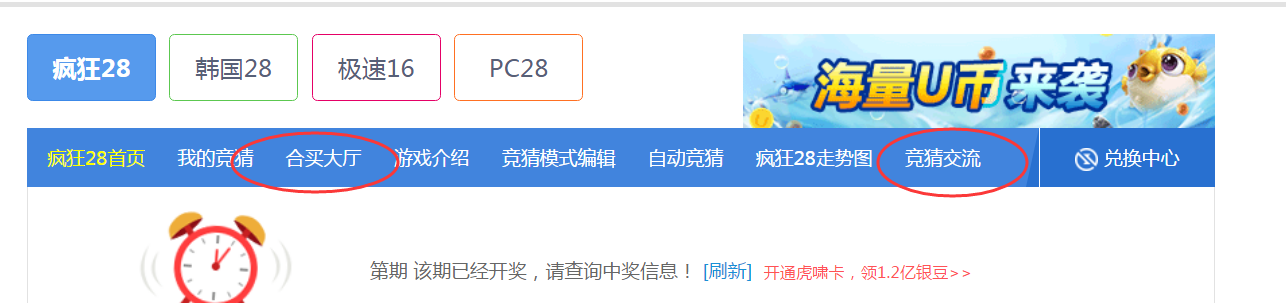 疯狂28 韩国28 极速16 PC28
海量U币来袭
疯狂28首页 我的竞猜 合买大厅 游戏介绍 竞猜模式编辑 自动竞猜 疯狂28走势图 竞猜交流 兑换中心
第期 该期已经开奖，请查询中奖信息！ [刷新] 开通虎啸卡，领1.2亿银豆>>